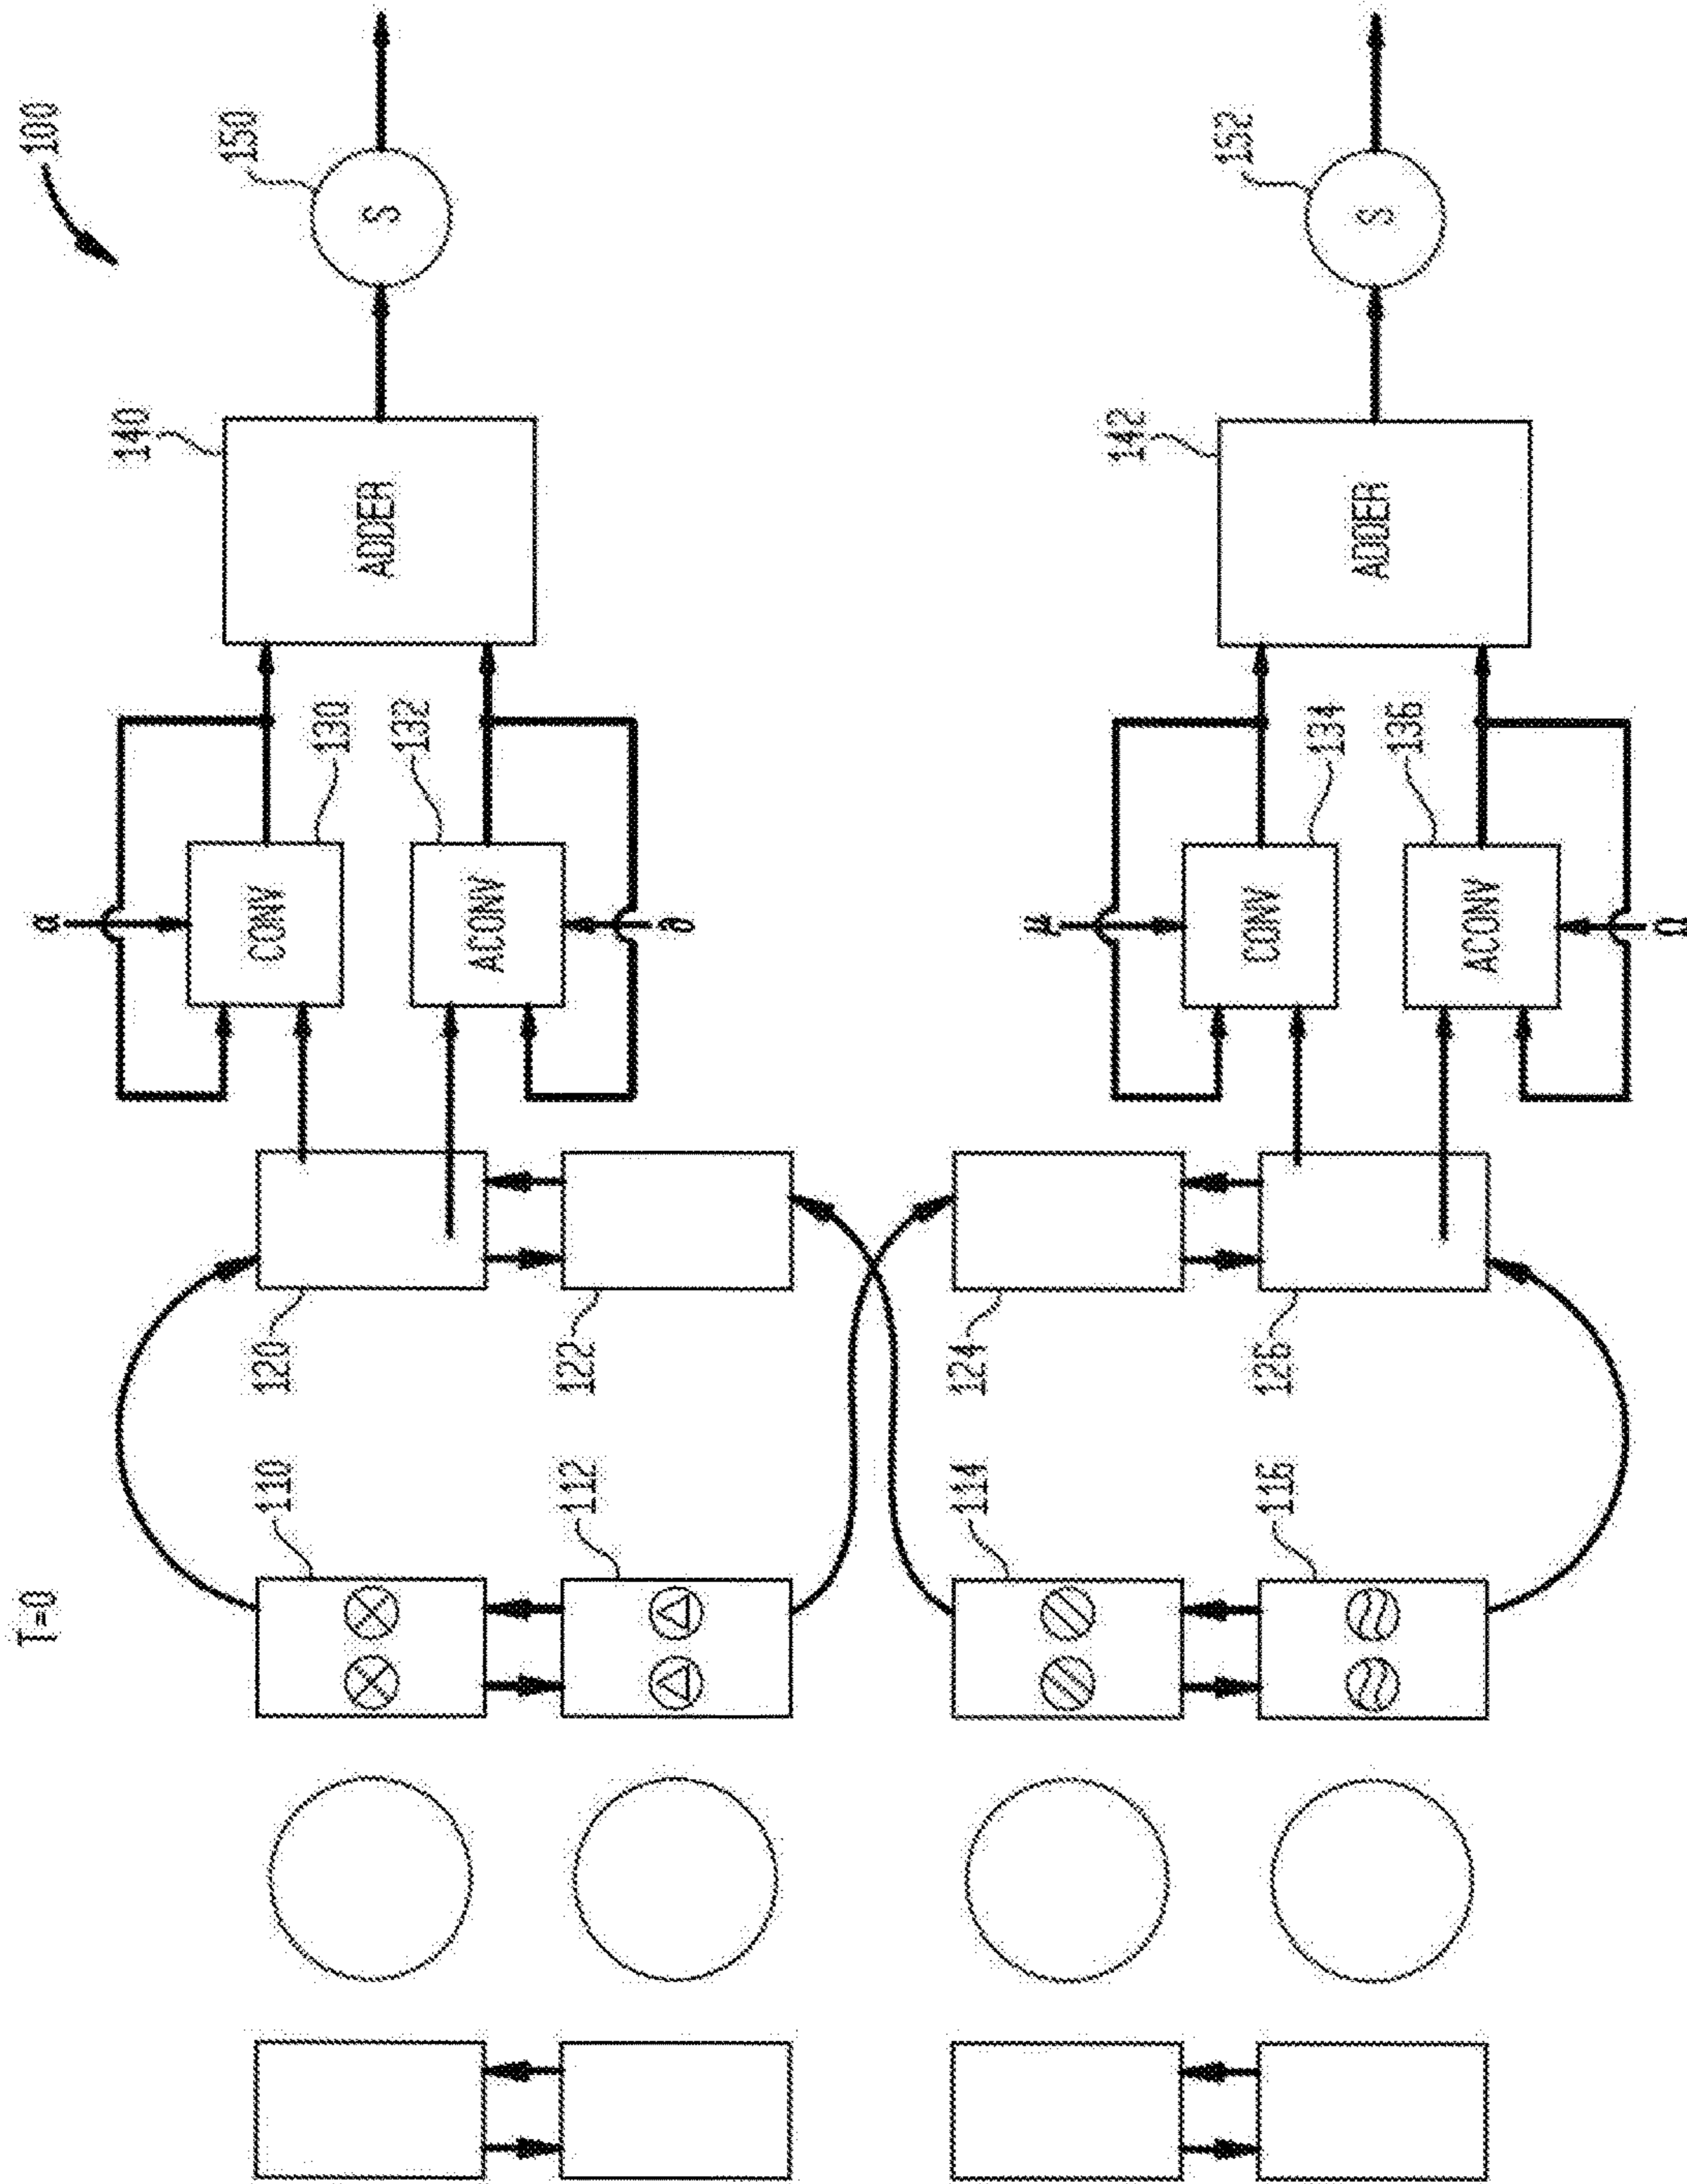 T=0
100
110
112
114
116
120
122
124
126
α
CONV
130
ACONV
132
∂
μ
CONV
134
ACONV
136
Ω
ADDER
140
ADDER
142
S
150
S
152